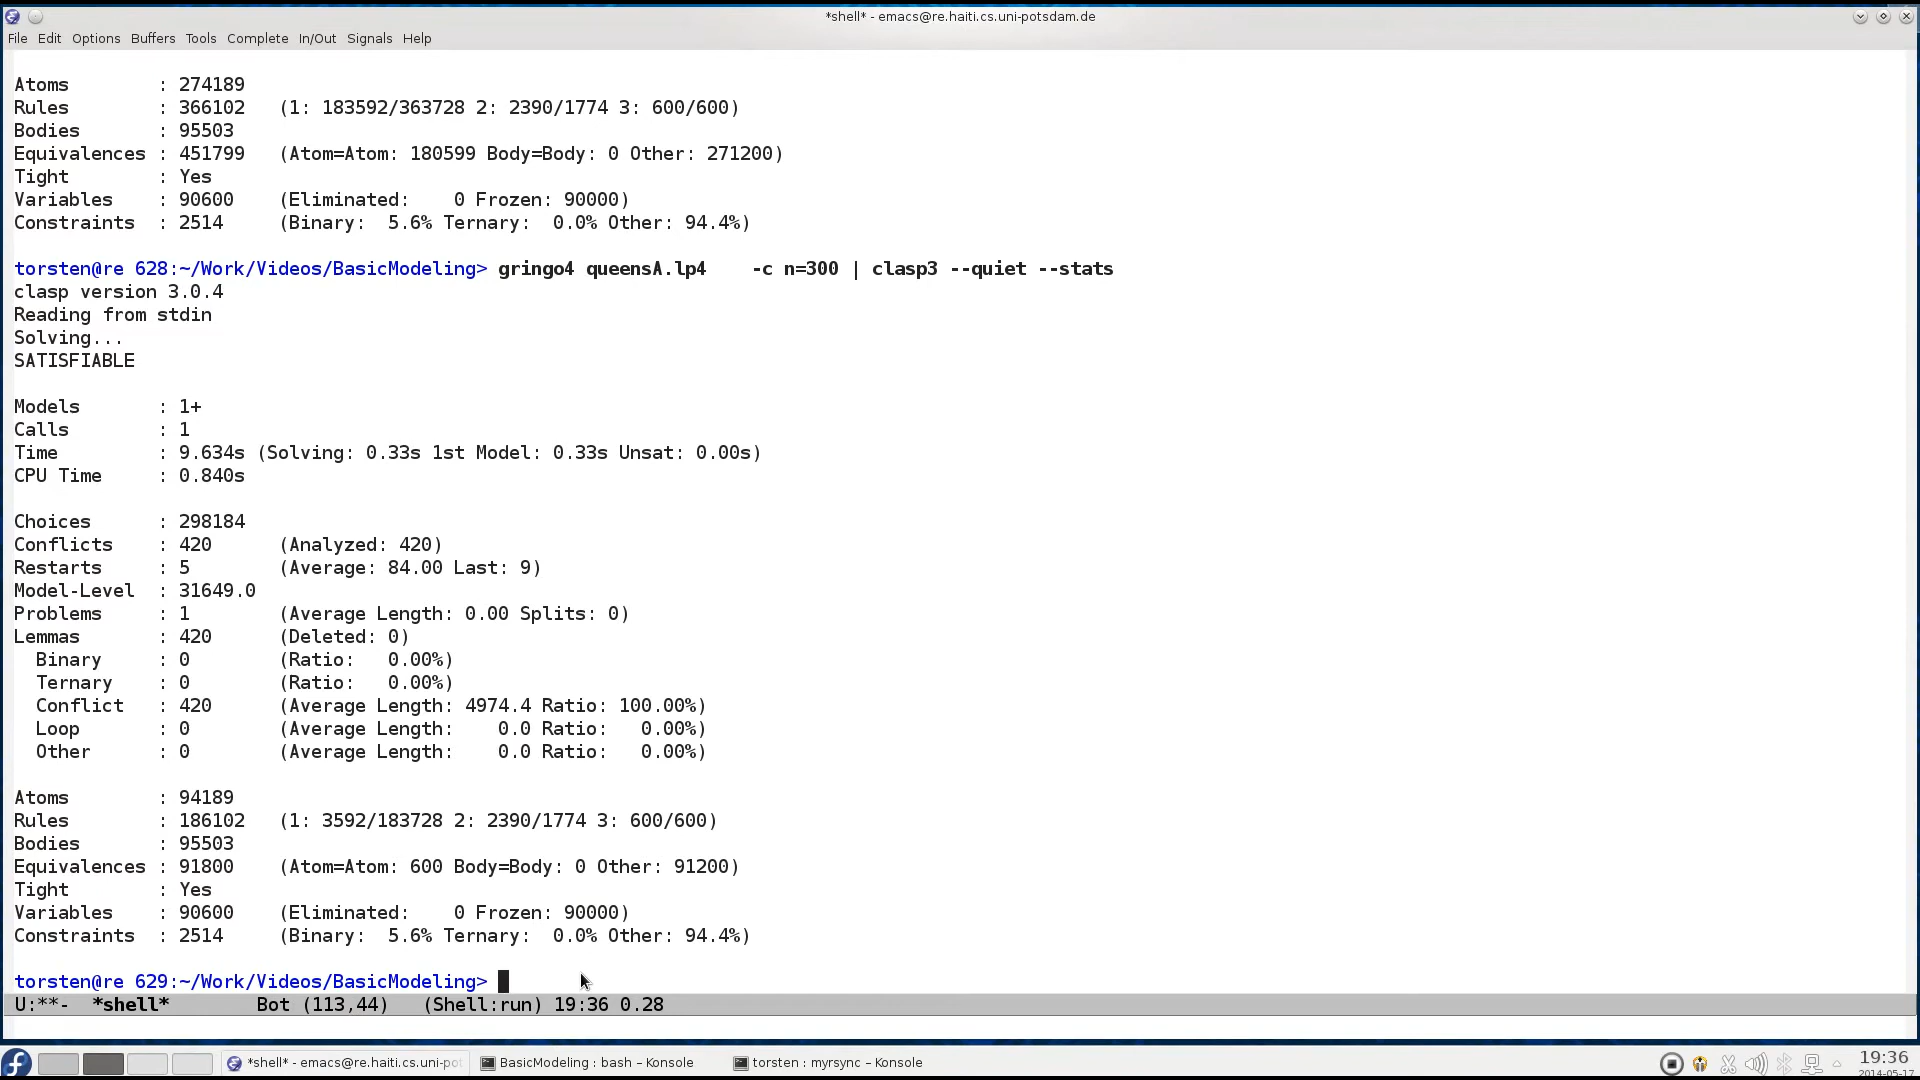 *shell* - emacs@re.haiti.cs.uni-potsdam.de
File Edit Options Buffers Tools Complete In/Out Signals Help
Atoms        : 274189
Rules        : 366102   (1: 183592/363728 2: 2390/1774 3: 600/600)
Bodies       : 95503
Equivalences : 451799   (Atom=Atom: 180599 Body=Body: 0 Other: 271200)
Tight        : Yes
Variables    : 90600    (Eliminated:    0 Frozen: 90000)
Constraints  : 2514     (Binary:  5.6% Ternary:  0.0% Other: 94.4%)
torsten@re 628:~/Work/Videos/BasicModeling> gringo4 queensA.lp4    -c n=300 | clasp3 --quiet --stats
clasp version 3.0.4
Reading from stdin
Solving...
SATISFIABLE
Models       : 1+
Calls        : 1
Time         : 9.634s (Solving: 0.33s 1st Model: 0.33s Unsat: 0.00s)
CPU Time     : 0.840s
Choices      : 298184
Conflicts    : 420      (Analyzed: 420)
Restarts     : 5        (Average: 84.00 Last: 9)
Model-Level  : 31649.0
Problems     : 1        (Average Length: 0.00 Splits: 0)
Lemmas       : 420      (Deleted: 0)
  Binary     : 0        (Ratio:   0.00%)
  Ternary    : 0        (Ratio:   0.00%)
  Conflict   : 420      (Average Length: 4974.4 Ratio: 100.00%)
  Loop       : 0        (Average Length:    0.0 Ratio:   0.00%)
  Other      : 0        (Average Length:    0.0 Ratio:   0.00%)
Atoms        : 94189
Rules        : 186102   (1: 3592/183728 2: 2390/1774 3: 600/600)
Bodies       : 95503
Equivalences : 91800    (Atom=Atom: 600 Body=Body: 0 Other: 91200)
Tight        : Yes
Variables    : 90600    (Eliminated:    0 Frozen: 90000)
Constraints  : 2514     (Binary:  5.6% Ternary:  0.0% Other: 94.4%)
torsten@re 629:~/Work/Videos/BasicModeling>
U:**-  *shell*        Bot (113,44)   (Shell:run) 19:36 0.28
*shell* - emacs@re.haiti.cs.uni-pot BasicModeling : bash – Konsole torsten : myrsync – Konsole 19:36
2014-05-17